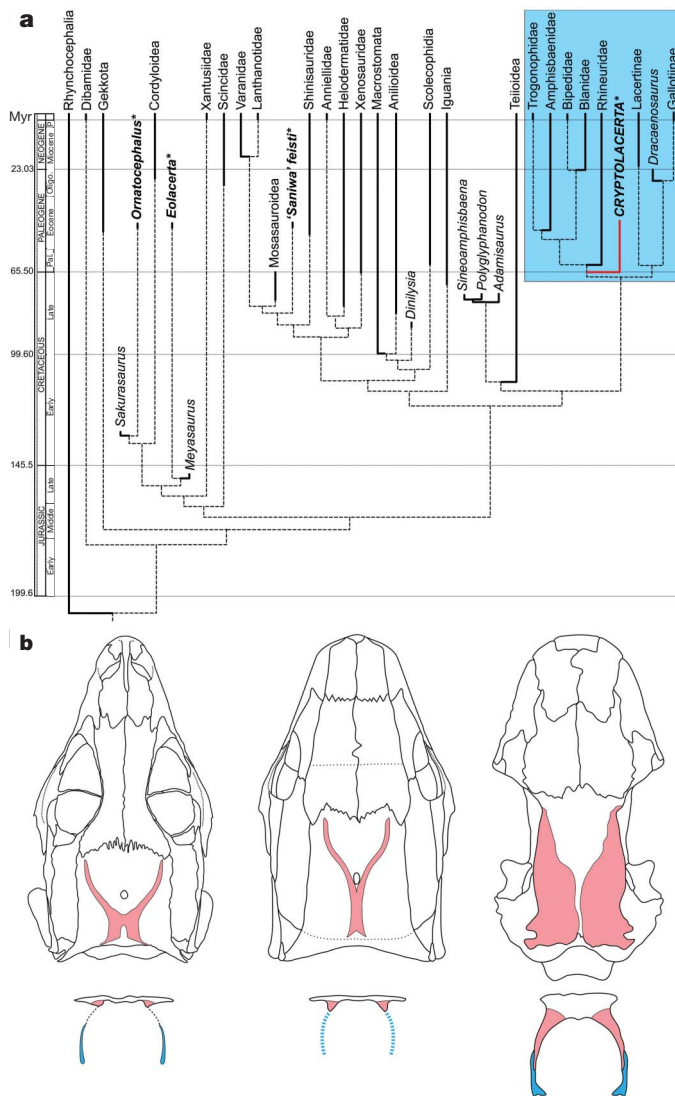 a
Rhynchocephalia
Dibamidae
Gekkota
Ornatocephalus*
Cordyloidea
Eolacerta*
Xantusiidae
Scincidae
Varanidae
Lanthanotidae
Mosasauroidea
'Saniwa' feisti*
Shinisauridae
Anniellidae
Helodermatidae
Xenosauridae
Macrostomata
Anilioidea
Dinilysia
Scolecophidia
Iguania
Sineoamphisbaena
Polyglyphanodon
Adamisaurus
Teiioidea
Trogonophidae
Amphisbaenidae
Bipedidae
Blanidae
Rhineuridae
CRYPTOLACERTA*
Lacertinae
Dracaenosaurus
Gallotiinae
Sakurasaurus
Meyasaurus
Myr
23.03
65.50
99.60
145.5
199.6
NEOGENE
P.
Miocene
PALEOGENE
Oligo.
Eocene
Pal.
CRETACEOUS
Late
Early
JURASSIC
Late
Middle
Early
b